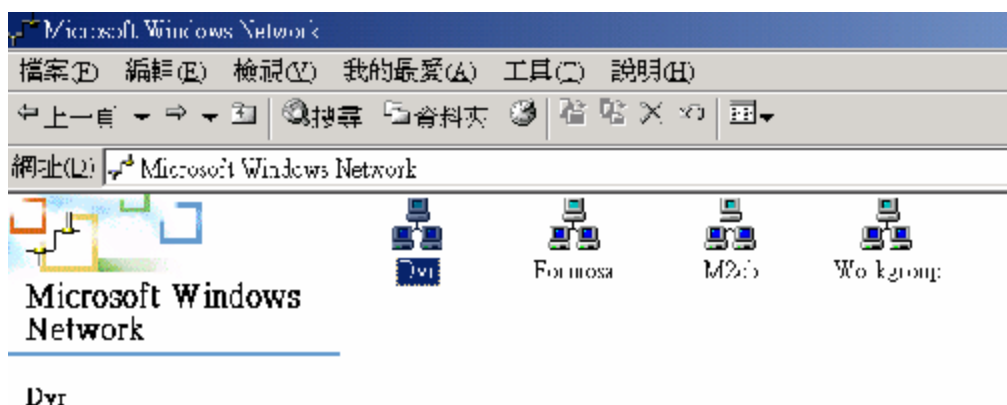 Microsoft Windows Network
檔案(F) 編輯(E) 檢視(V) 我的最愛(A) 工具(T) 說明(H)
上一頁 搜尋 資料夾
網址(D) Microsoft Windows Network
Dvr Formosa Workgroup
Microsoft Windows
Network
Dvr